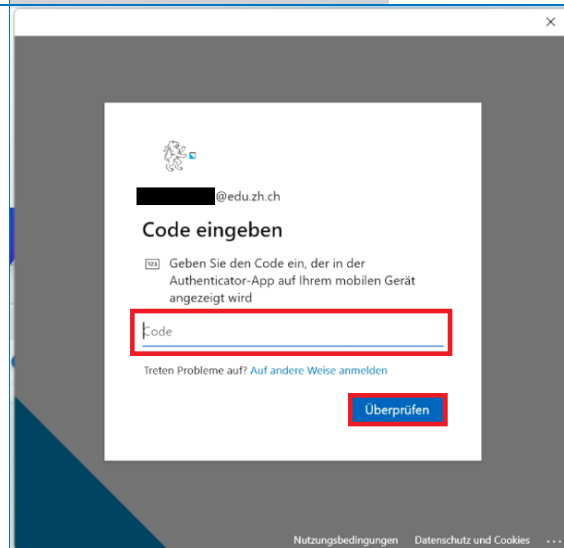 @edu.zh.ch
Code eingeben
123 Geben Sie den Code ein, der in der
Authenticator-App auf Ihrem mobilen Gerät
angezeigt wird
Code
Treten Probleme auf? Auf andere Weise anmelden
Überprüfen
Nutzungsbedingungen Datenschutz und Cookies ...